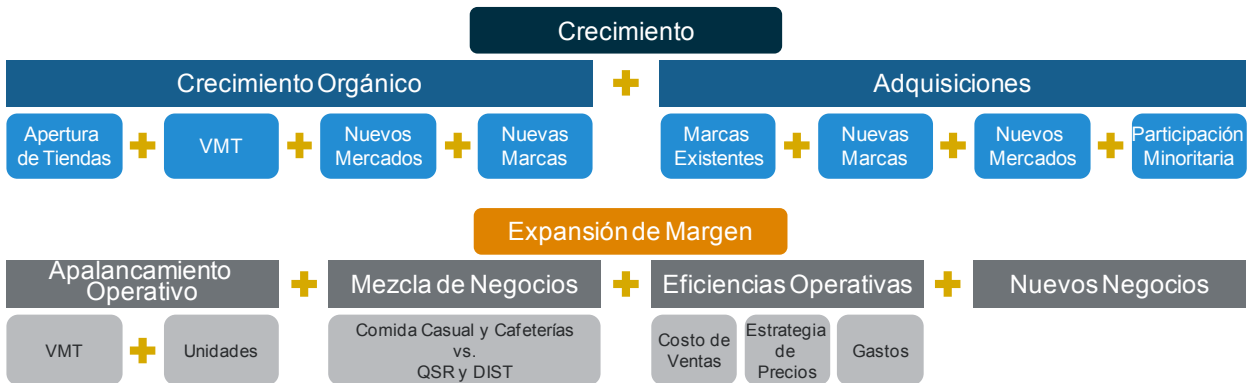 Crecimiento
Crecimiento Orgánico
Adquisiciones
Apertura
de Tiendas
VMT
Nuevos
Mercados
Nuevas
Marcas
Marcas
Existentes
Nuevas
Marcas
Nuevos
Mercados
Participación
Minoritaria
Expansión de Margen
Apalancamiento
Operativo
Mezcla de Negocios
Eficiencias Operativas
Nuevos Negocios
VMT
Unidades
Comida Casual y Cafeterías
vs.
QSR y DIST
Costo de
Ventas
Estrategia
de
Precios
Gastos